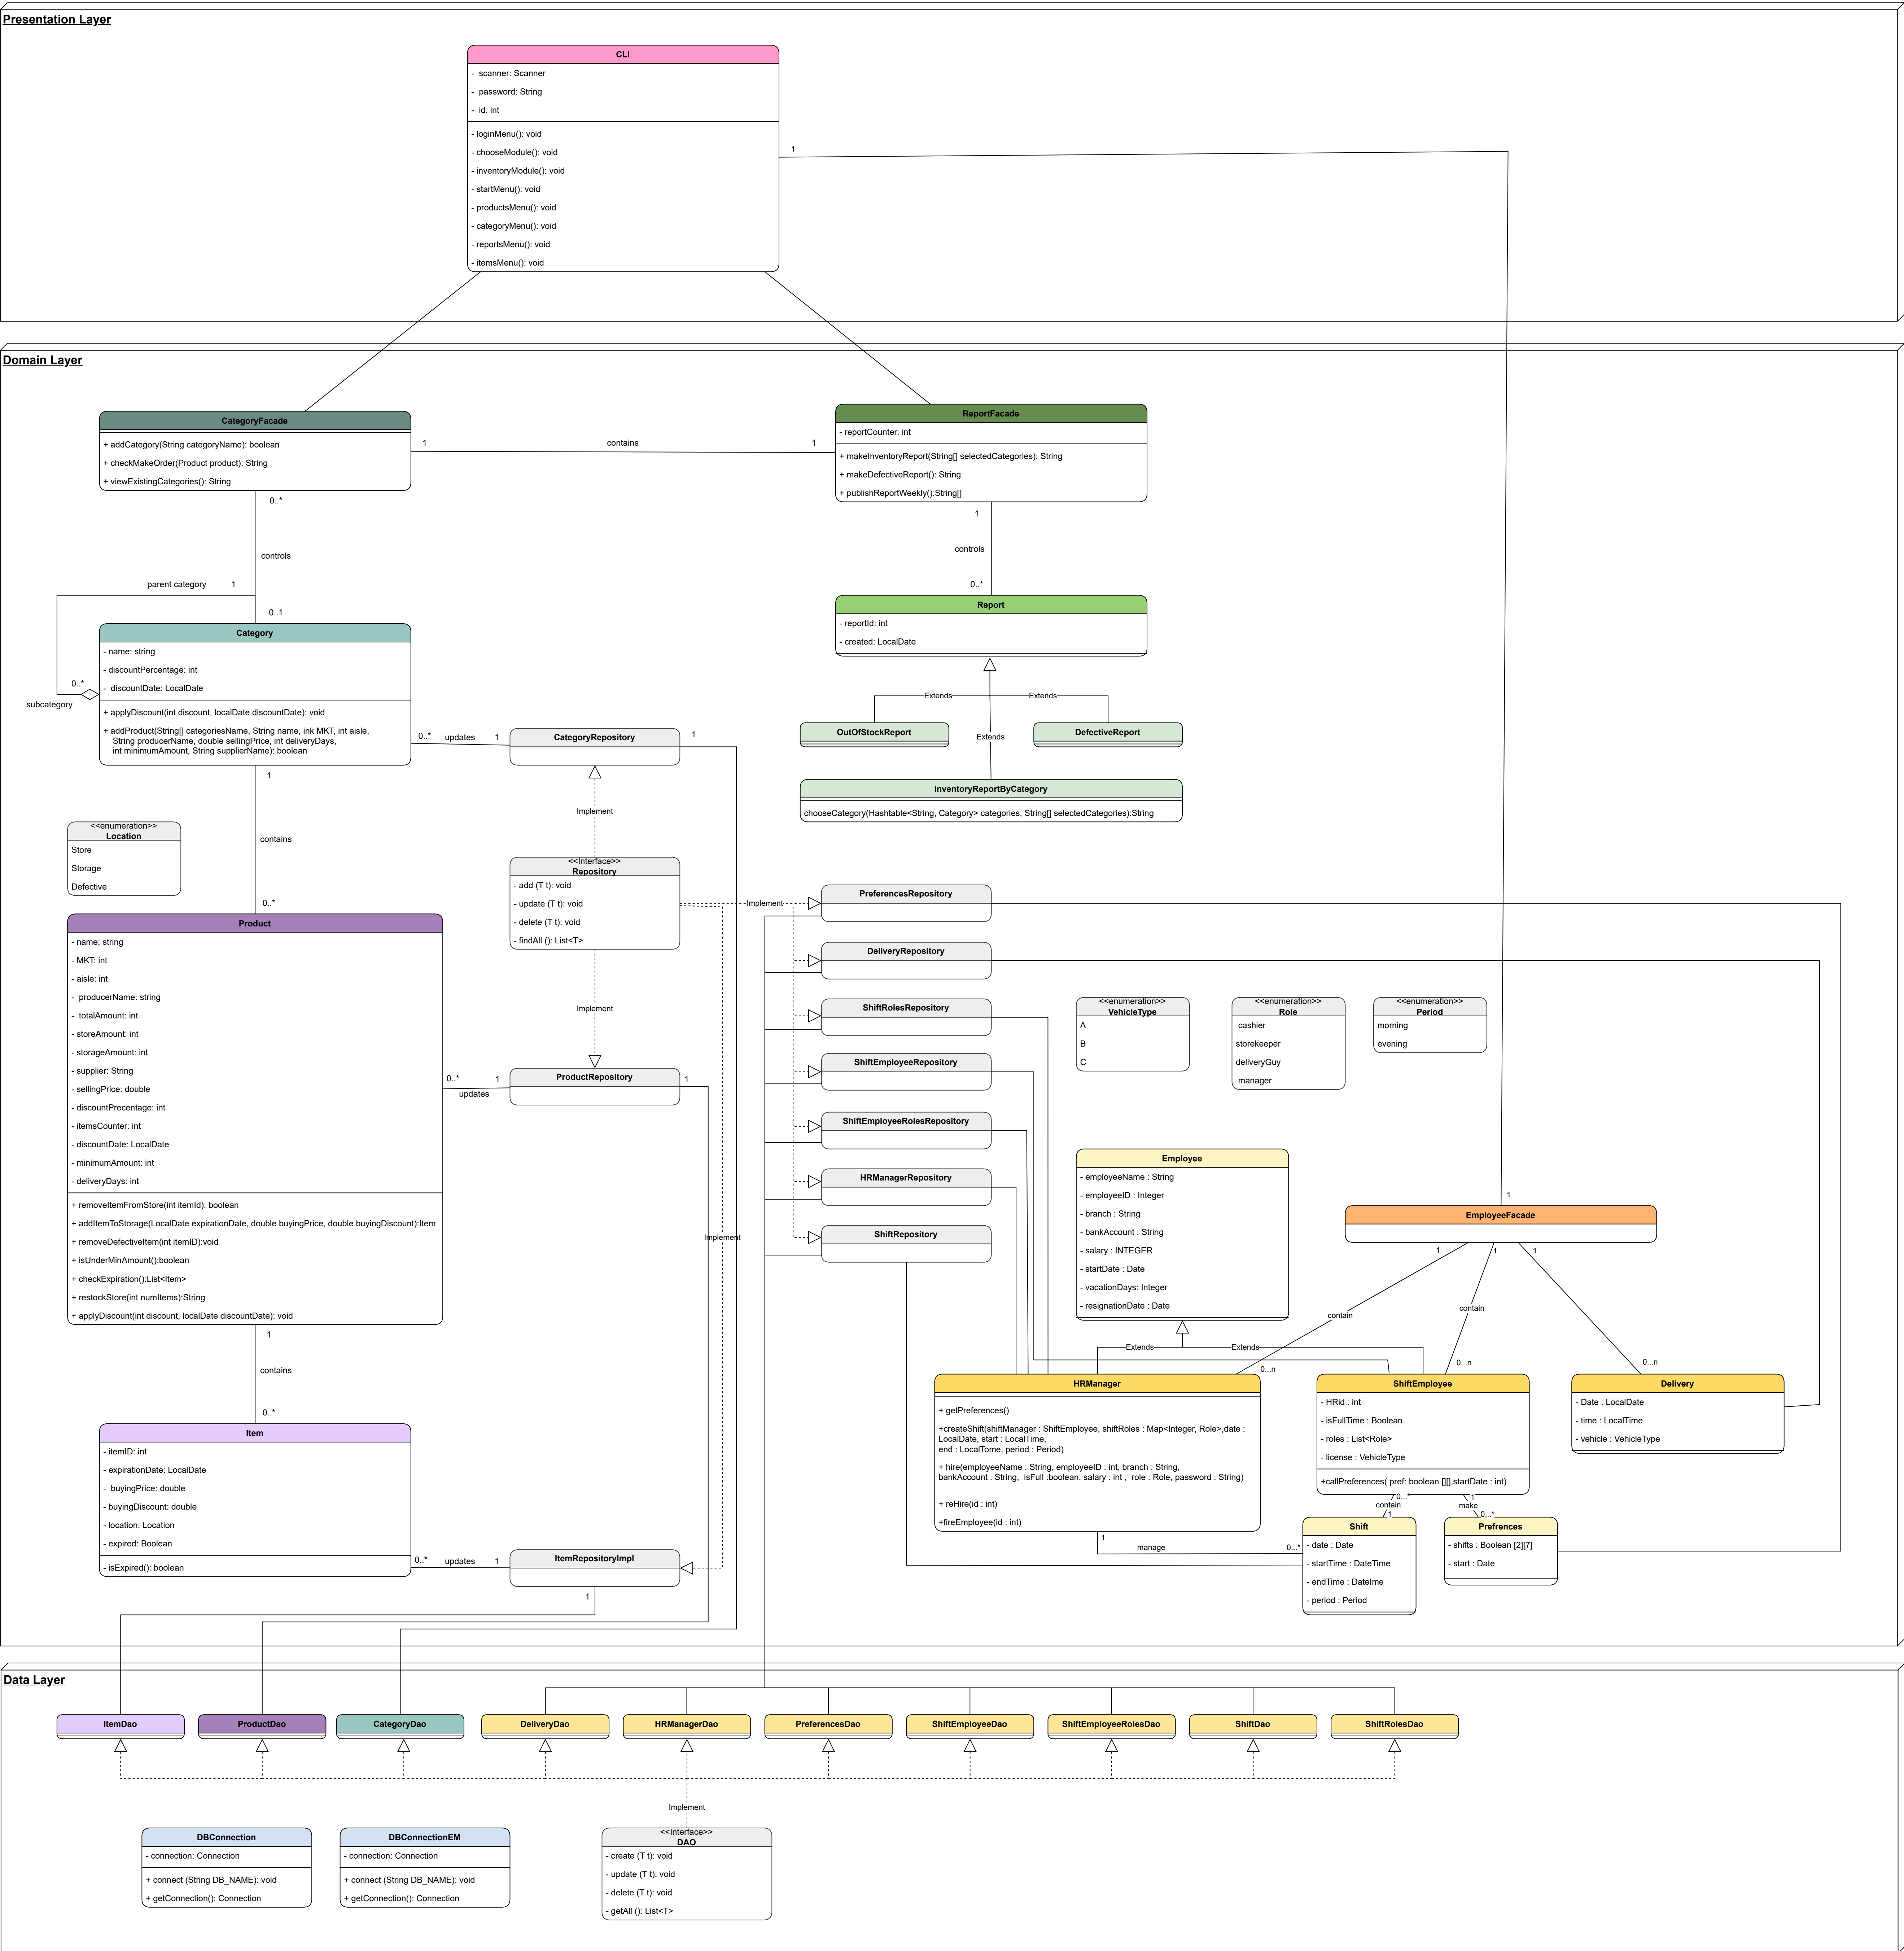 Presentation Layer
CLI
- scanner: Scanner
- password: String
- id: int
- loginMenu(): void
- chooseModule(): void
- inventoryModule(): void
- startMenu(): void
- productsMenu(): void
- categoryMenu(): void
- reportsMenu(): void
- itemsMenu(): void
1
Domain Layer
CategoryFacade
+ addCategory(String categoryName): boolean
+ checkMakeOrder(Product product): String
+ viewExistingCategories(): String
1
contains
1
ReportFacade
- reportCounter: int
+ makeInventoryReport(String[] selectedCategories): String
+ makeDefectiveReport(): String
+ publishReportWeekly():String[]
0..*
controls
parent category
1
0..1
1
controls
0..*
Category
- name: string
- discountPercentage: int
- discountDate: LocalDate
+ applyDiscount(int discount, localDate discountDate): void
+ addProduct(String[] categoriesName, String name, ink MKT, int aisle,
String producerName, double sellingPrice, int deliveryDays,
int minimumAmount, String supplierName): boolean
0..*
subcategory
Report
- reportId: int
- created: LocalDate
Extends
Extends
Extends
OutOfStockReport
DefectiveReport
InventoryReportByCategory
chooseCategory(Hashtable<String, Category> categories, String[] selectedCategories):String
0..*
updates
1
CategoryRepository
1
Implement
1
contains
0..*
<<enumeration>>
Location
Store
Storage
Defective
<<Interface>>
Repository
- add (T t): void
- update (T t): void
- delete (T t): void
- findAll (): List<T>
Implement
Implement
Implement
Product
- name: string
- MKT: int
- aisle: int
- producerName: string
- totalAmount: int
- storeAmount: int
- storageAmount: int
- supplier: String
- sellingPrice: double
- discountPrecentage: int
- itemsCounter: int
- discountDate: LocalDate
- minimumAmount: int
- deliveryDays: int
+ removeItemFromStore(int itemId): boolean
+ addItemToStorage(LocalDate expirationDate, double buyingPrice, double buyingDiscount):Item
+ removeDefectiveItem(int itemID):void
+ isUnderMinAmount():boolean
+ checkExpiration():List<Item>
+ restockStore(int numItems):String
+ applyDiscount(int discount, localDate discountDate): void
0..*
updates
1
ProductRepository
1
PreferencesRepository
DeliveryRepository
ShiftRolesRepository
ShiftEmployeeRepository
ShiftEmployeeRolesRepository
HRManagerRepository
ShiftRepository
<<enumeration>>
VehicleType
A
B
C
<<enumeration>>
Role
cashier
storekeeper
deliveryGuy
manager
<<enumeration>>
Period
morning
evening
Employee
- employeeName : String
- employeeID : Integer
- branch : String
- bankAccount : String
- salary : INTEGER
- startDate : Date
- vacationDays: Integer
- resignationDate : Date
Extends
Extends
1
EmployeeFacade
1
1
1
contain
contain
0...n
0...n
0...n
HRManager
+ getPreferences()
+createShift(shiftManager : ShiftEmployee, shiftRoles : Map<Integer, Role>,date :
LocalDate, start : LocalTime,
end : LocalTome, period : Period)
+ hire(employeeName : String, employeeID : int, branch : String,
bankAccount : String, isFull :boolean, salary : int , role : Role, password : String)
+ reHire(id : int)
+fireEmployee(id : int)
ShiftEmployee
- HRid : int
- isFullTime : Boolean
- roles : List<Role>
- license : VehicleType
+callPreferences( pref: boolean [][],startDate : int)
Delivery
- Date : LocalDate
- time : LocalTime
- vehicle : VehicleType
0...*
contain
1
1
make
0...*
1
manage
0...*
Shift
- date : Date
- startTime : DateTime
- endTime : DateIme
- period : Period
Prefrences
- shifts : Boolean [2][7]
- start : Date
1
contains
0..*
Item
- itemID: int
- expirationDate: LocalDate
- buyingPrice: double
- buyingDiscount: double
- location: Location
- expired: Boolean
- isExpired(): boolean
0..*
updates
1
ItemRepositoryImpl
1
Implement
Data Layer
ItemDao
ProductDao
CategoryDao
DeliveryDao
HRManagerDao
PreferencesDao
ShiftEmployeeDao
ShiftEmployeeRolesDao
ShiftDao
ShiftRolesDao
DBConnection
- connection: Connection
+ connect (String DB_NAME): void
+ getConnection(): Connection
DBConnectionEM
- connection: Connection
+ connect (String DB_NAME): void
+ getConnection(): Connection
<<Interface>>
DAO
- create (T t): void
- update (T t): void
- delete (T t): void
- getAll (): List<T>